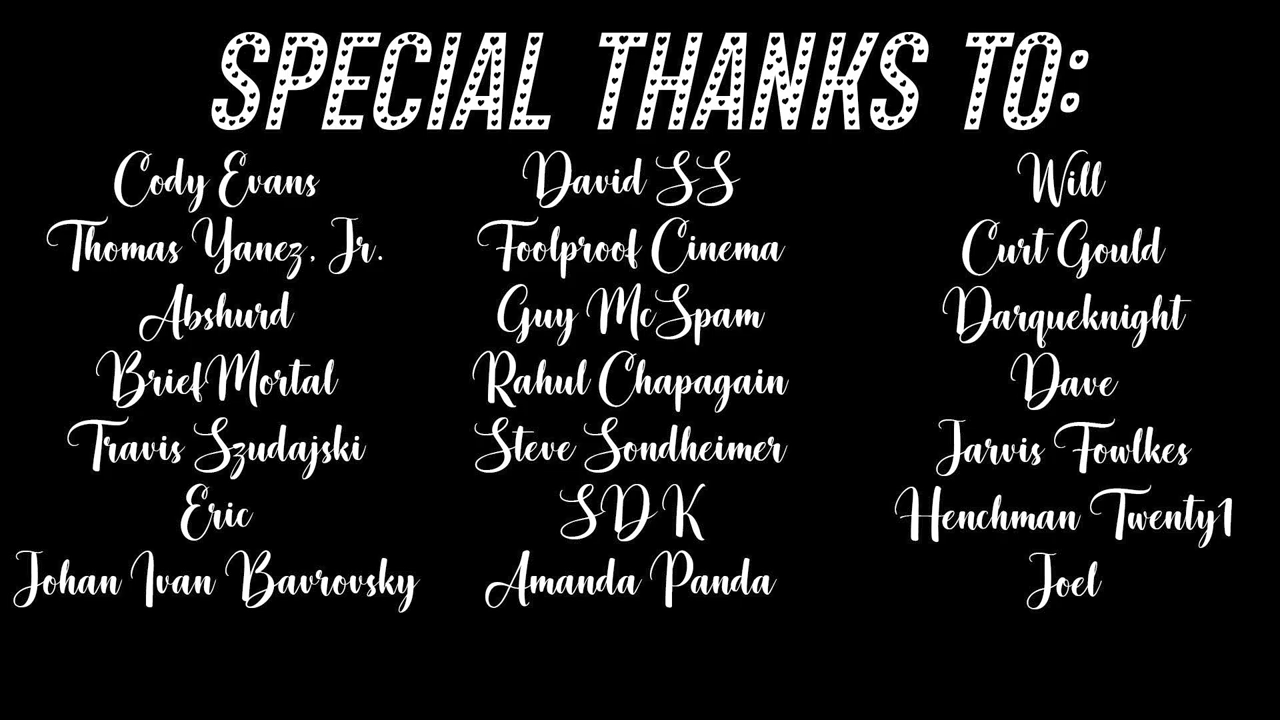 SPECIAL THANKS TO:
Cody Evans
Thomas Yanez, Jr.
Abshurd
BriefMortal
Travis Szudajski
Eric
Johan Ivan Bavrovsky
David SS
Foolproof Cinema
Guy McSpam
Rahul Chapagain
Steve Sondheimer
SDK
Amanda Panda
Will
Curt Gould
Darqueknight
Dave
Jarvis Fowlkes
Henchman Twenty1
Joel